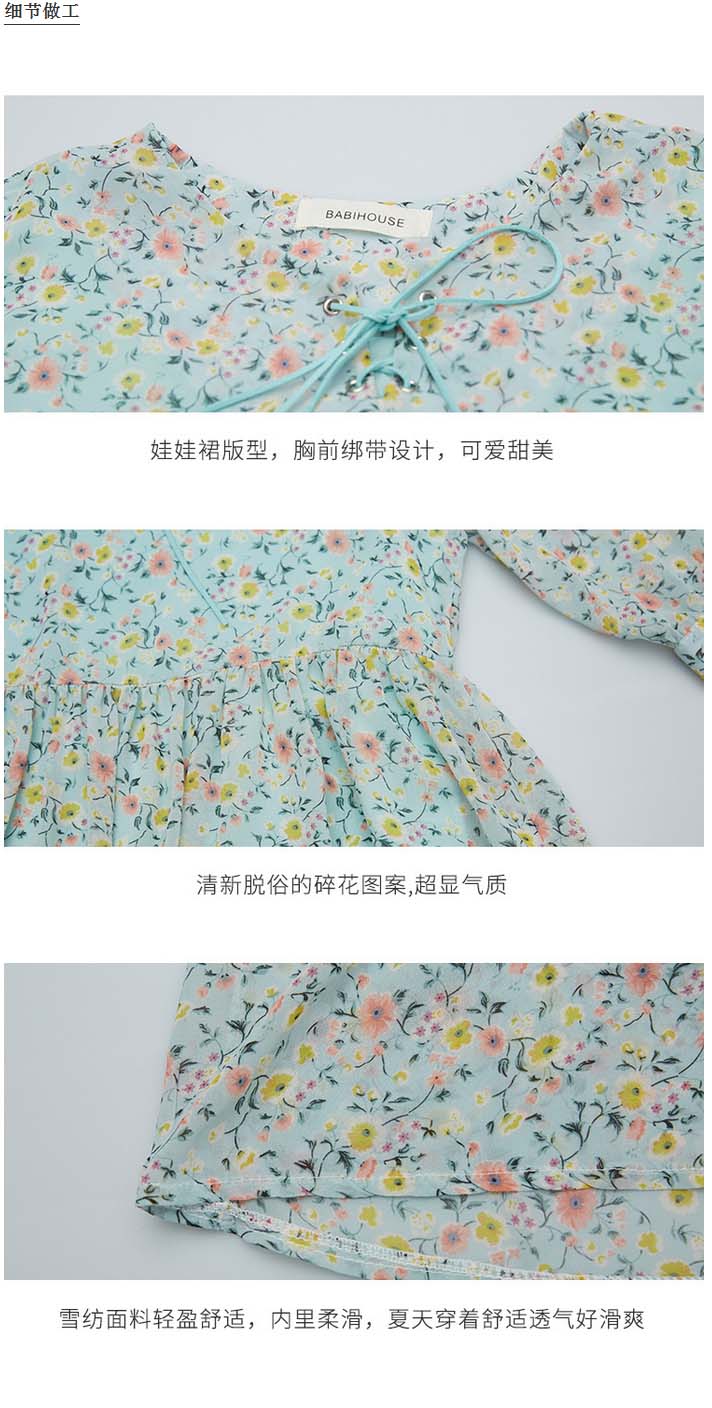 细节做工
BABIHOUSE
娃娃裙版型，胸前绑带设计，可爱甜美
清新脱俗的碎花图案,超显气质
雪纺面料轻盈舒适，内里柔滑，夏天穿着舒适透气好滑爽